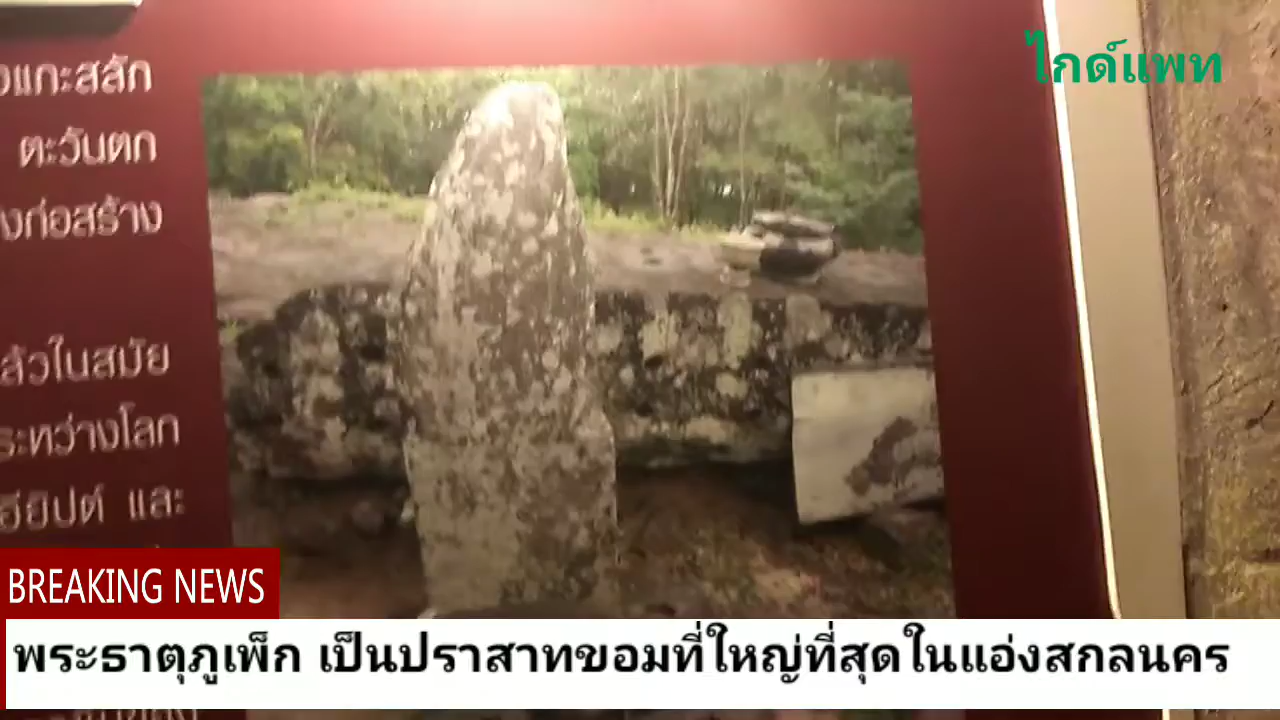 ไกด์แพท
แกะสลัก
ตะวันตก
ก่อสร้าง
ในสมัย
ระหว่างโลก
อียิปต์ และ
BREAKING NEWS
พระธาตุภูเพ็ก เป็นปราสาทขอมที่ใหญ่ที่สุดในแอ่งสกลนคร